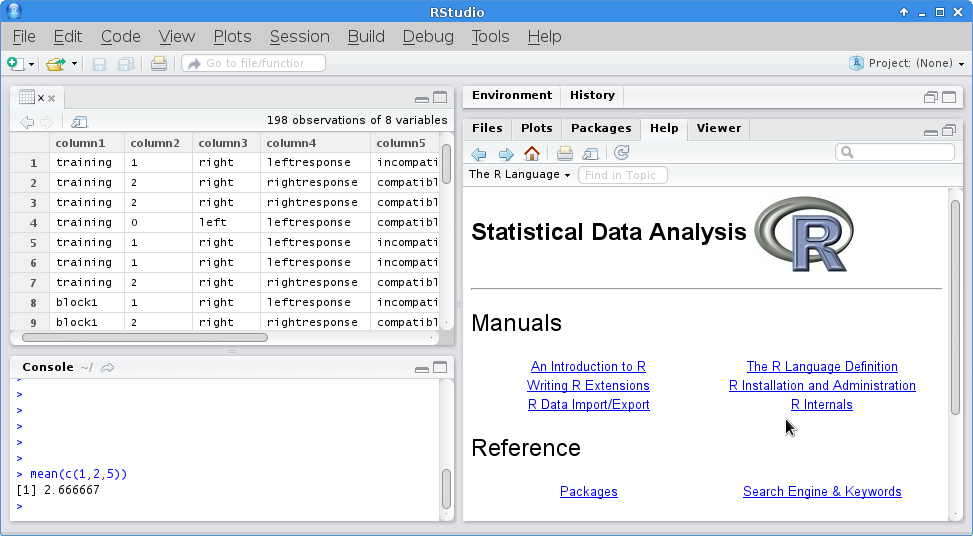 RStudio
File Edit Code View Plots Session Build Debug Tools Help
Go to file/function
Project: (None)
x
198 observations of 8 variables
column1 column2 column3 column4 column5
1 training 1 right leftresponse incompati
2 training 2 right rightresponse compatibl
3 training 2 right rightresponse compatibl
4 training 0 left leftresponse compatibl
5 training 1 right leftresponse incompati
6 training 1 right leftresponse incompati
7 training 2 right rightresponse compatibl
8 block1 1 right leftresponse incompati
9 block1 2 right rightresponse compatibl
Console ~/
>
>
>
>
>
>
> mean(c(1,2,5))
[1] 2.666667
>
Environment History
Files Plots Packages Help Viewer
The R Language Find in Topic
Statistical Data Analysis R
Manuals
An Introduction to R The R Language Definition
Writing R Extensions R Installation and Administration
R Data Import/Export R Internals
Reference
Packages Search Engine & Keywords